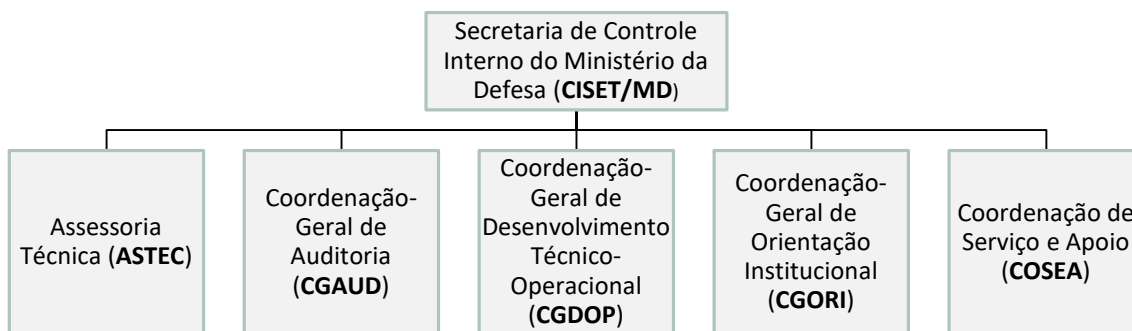 Secretaria de Controle
Interno do Ministério da
Defesa (CISET/MD)
Assessoria
Técnica (ASTEC)
Coordenação-
Geral de
Auditoria
(CGAUD)
Coordenação-
Geral de
Desenvolvimento
Técnico-
Operacional
(CGDOP)
Coordenação-
Geral de
Orientação
Institucional
(CGORI)
Coordenação de
Serviço e Apoio
(COSEA)